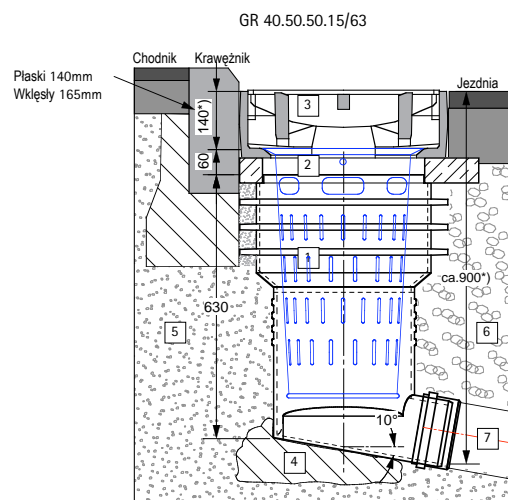 GR 40.50.50.15/63
Chodnik Krawężnik
Płaski 140mm
Wklęsły 165mm
Jezdnia
140*)
3
60
2
1
ca.900*)
630
5
6
10°
7
4